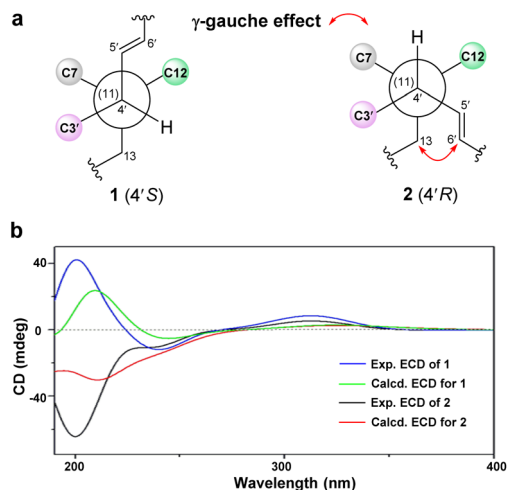 a
γ-gauche effect
5′ 6′
C7 C12
(11)
4′
C3′
H
13
1 (4′S)
H
C7 C12
(11)
5′
4′
C3′
13 6′
2 (4′R)
b
CD (mdeg)
40
0
-40
200 300 400
Wavelength (nm)
Exp. ECD of 1
Calcd. ECD for 1
Exp. ECD of 2
Calcd. ECD for 2